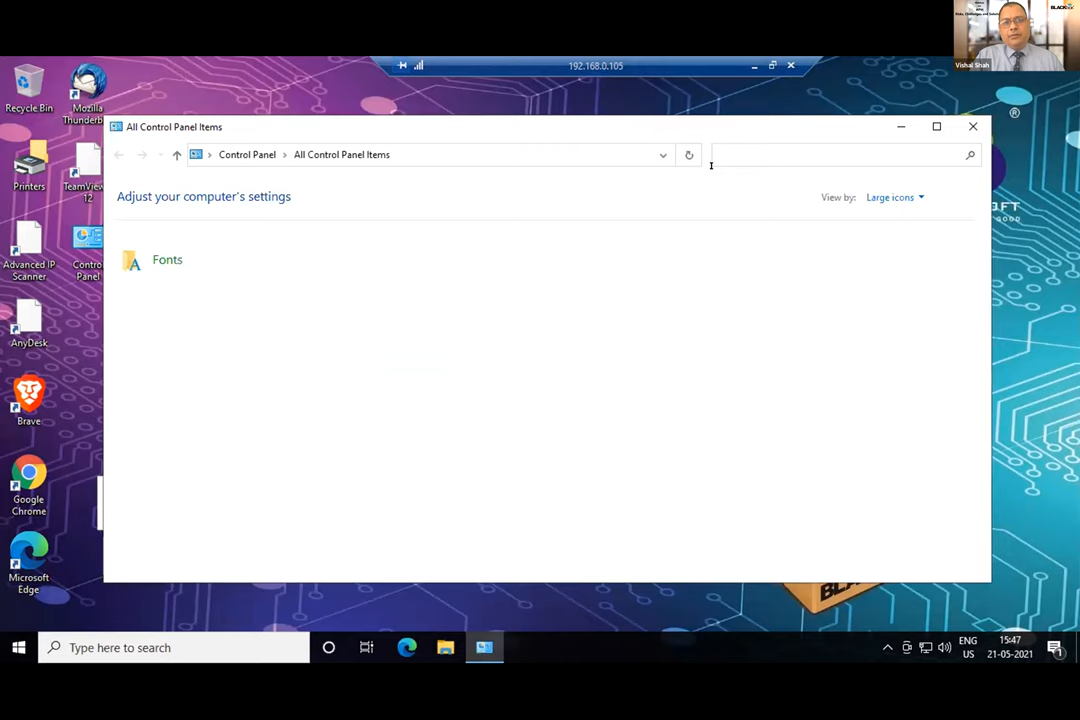 Vishal Shah
192.168.0.105
Recycle Bin
Mozilla
Thunderb
Printers
TeamView
12
Advanced IP
Scanner
Control
Panel
AnyDesk
Brave
Google
Chrome
Microsoft
Edge
All Control Panel Items
Control Panel
All Control Panel Items
Adjust your computer's settings
View by:
Large icons
Fonts
Type here to search
ENG
US
15:47
21-05-2021
1